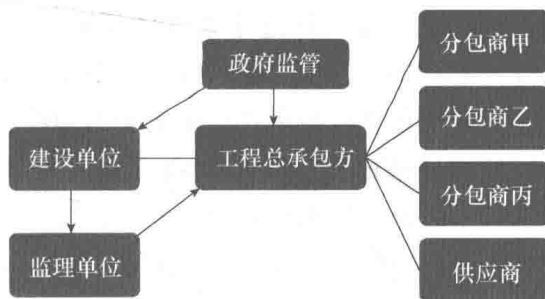 分包商甲
政府监管
分包商乙
建设单位
工程总承包方
分包商丙
监理单位
供应商